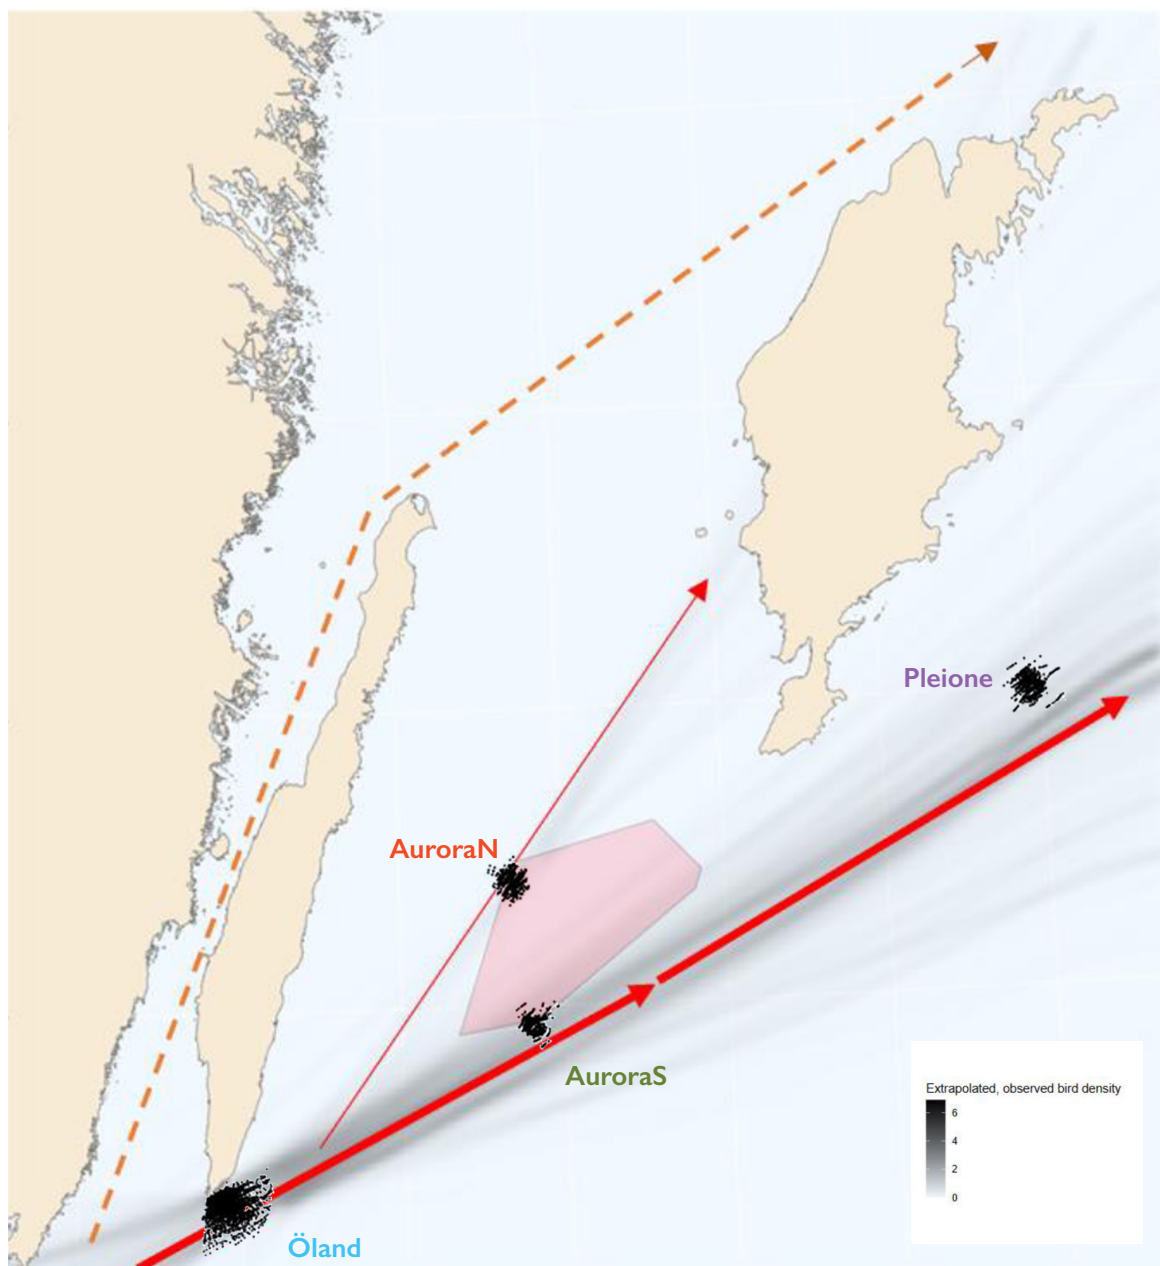 Pleione
AuroraN
AuroraS
Öland
Extrapolated, observed bird density
6
4
2
0